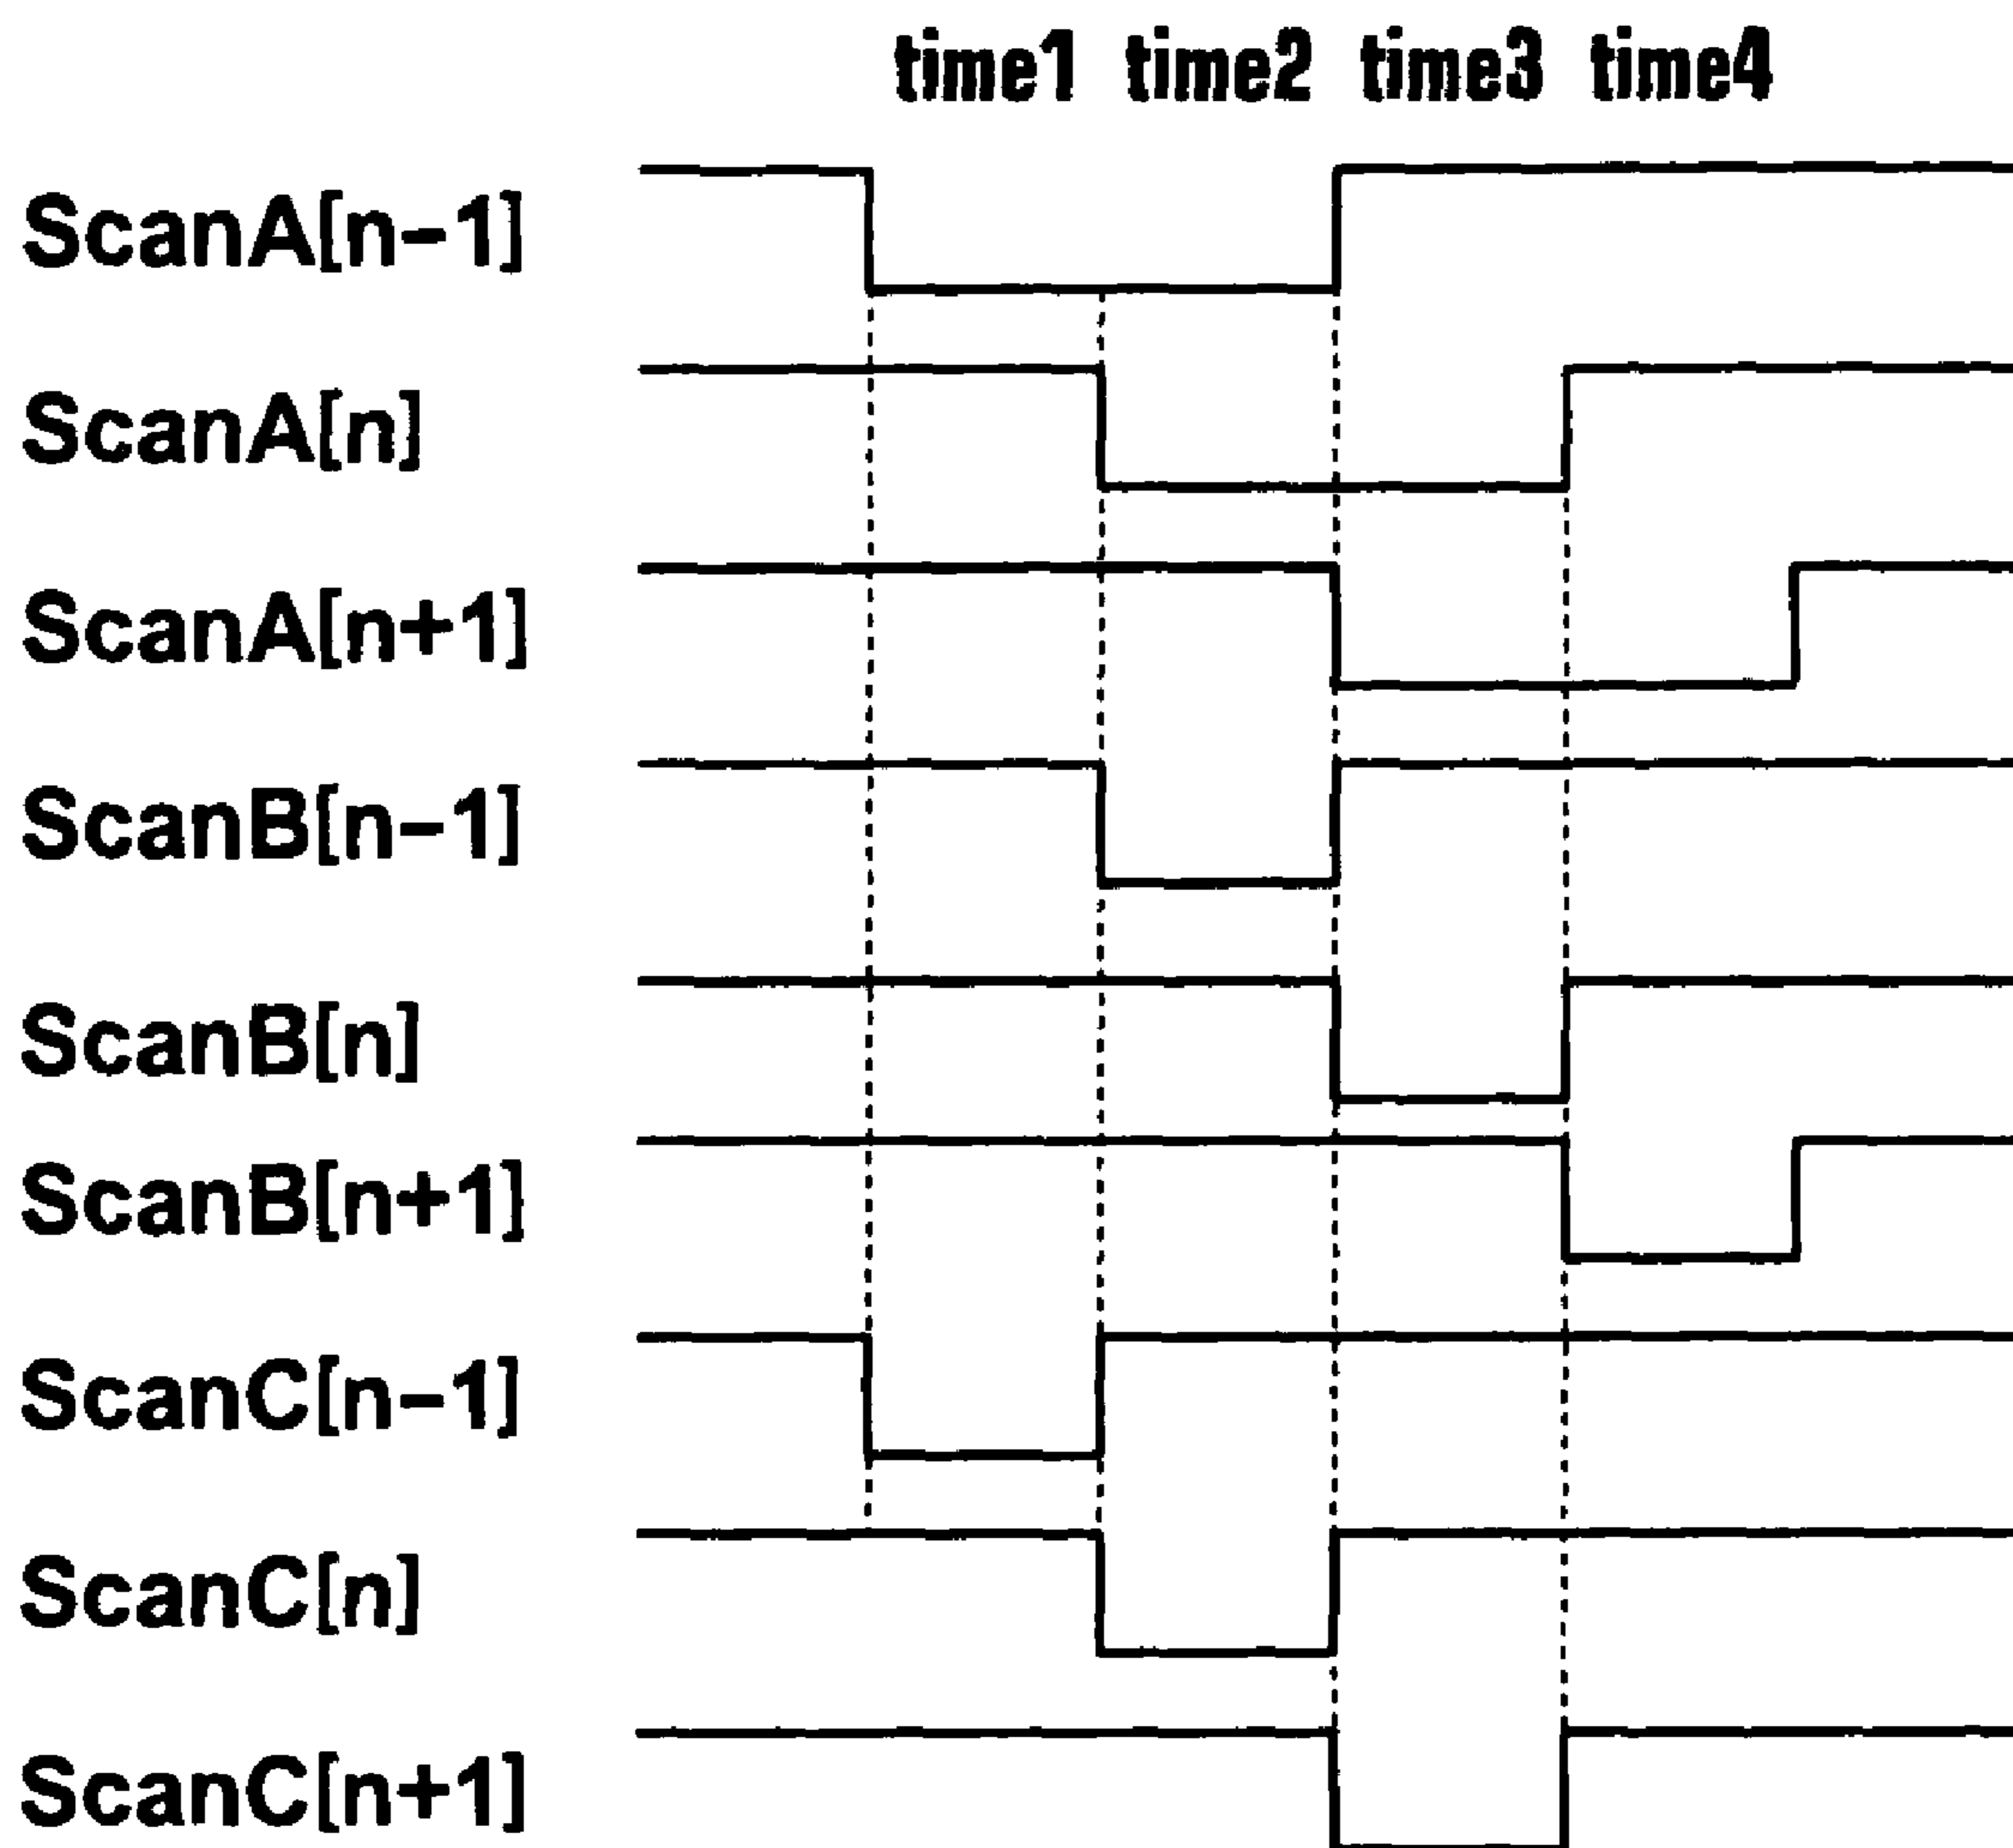 time1 time2 time3 time4
ScanA[n-1]
ScanA[n]
ScanA[n+1]
ScanB[n-1]
ScanB[n]
ScanB[n+1]
ScanC[n-1]
ScanC[n]
ScanC[n+1]